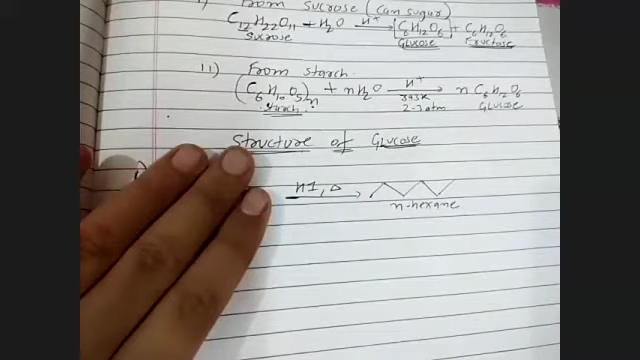 From Sucrose (Can sugar)
C₁₂H₂₂O₁₁ + H₂O —H⁺→ C₆H₁₂O₆ + C₆H₁₂O₆
Sucrose Glucose Fructose
ii) From starch.
(C₆H₁₀O₅)n + nH₂O —H⁺→ n C₆H₁₂O₆
393K
Starch 2-3 atm Glucose
Structure of Glucose
HI, Δ
n-hexane